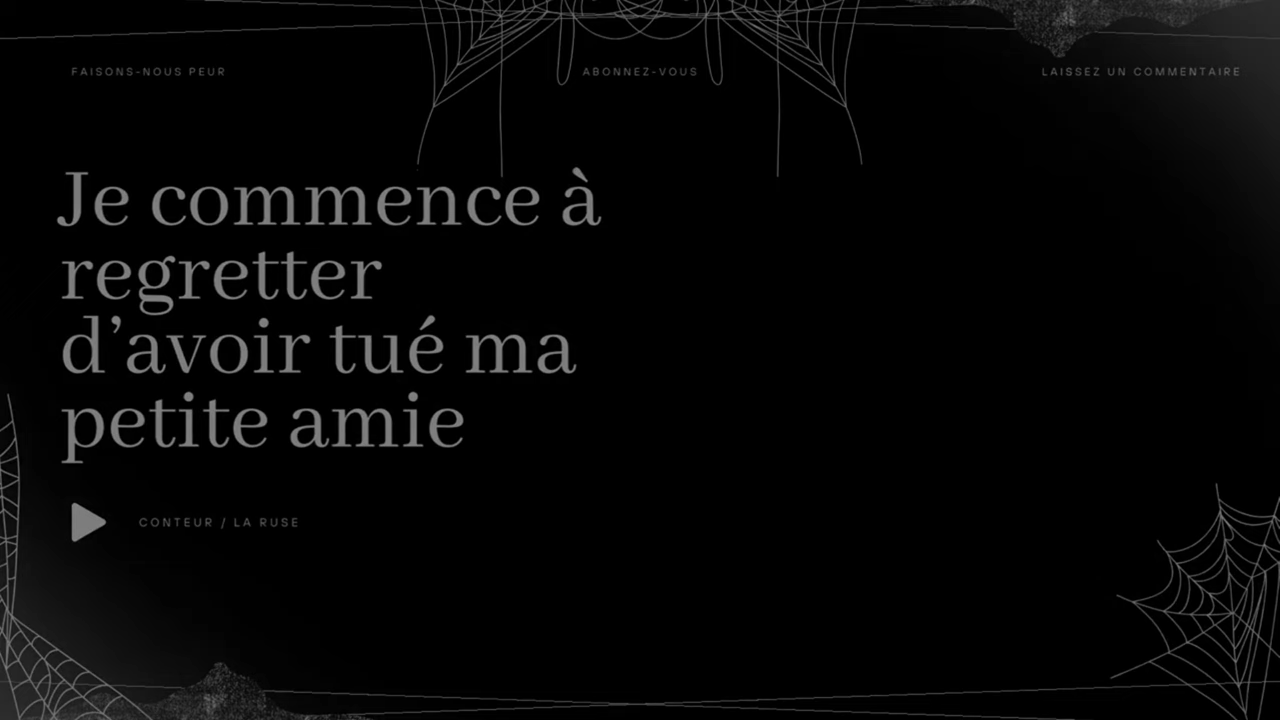 FAISONS-NOUS PEUR
ABONNEZ-VOUS
LAISSEZ UN COMMENTAIRE
Je commence à
regretter
d’avoir tué ma
petite amie
CONTEUR / LA RUSE